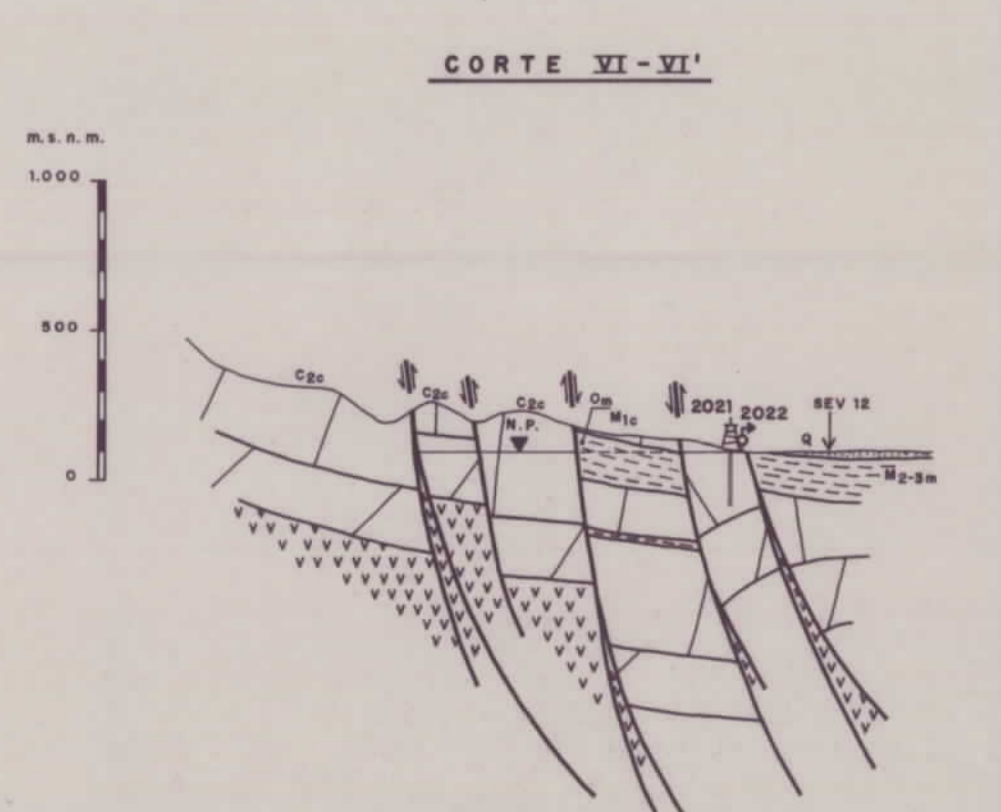 CORTE VI-VI'
m.s.n.m.
1.000
500
0
C2c
C2c
C2c
N.P.
Om
M1c
2021
2022
SEV 12
Q
M2-3m